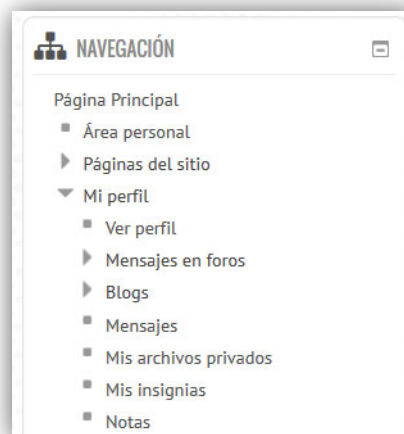 NAVEGACIÓN
Página Principal
Área personal
Páginas del sitio
Mi perfil
Ver perfil
Mensajes en foros
Blogs
Mensajes
Mis archivos privados
Mis insignias
Notas